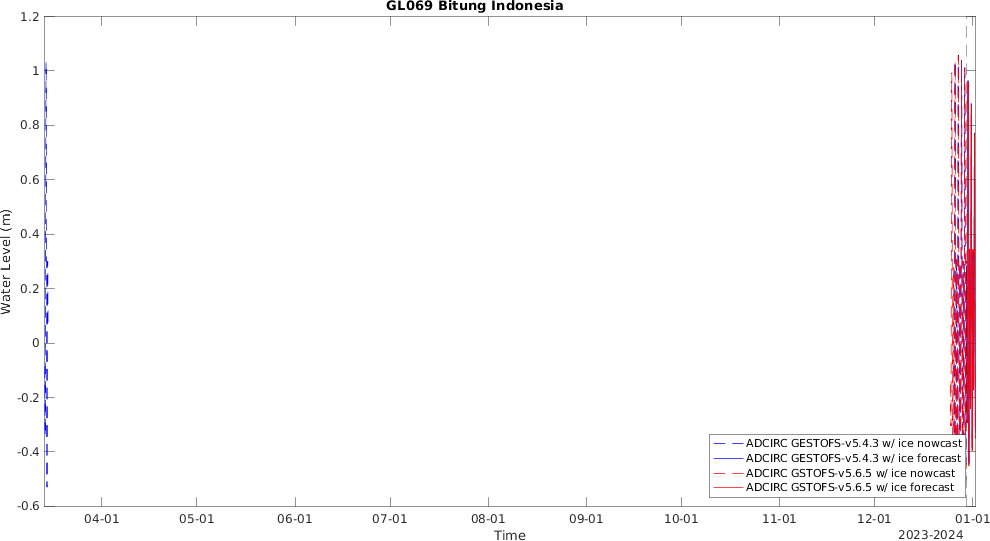 GL069 Bitung Indonesia
1.2
1
0.8
0.6
0.4
0.2
0
-0.2
-0.4
-0.6
Water Level (m)
04-01 05-01 06-01 07-01 08-01 09-01 10-01 11-01 12-01 01-01
Time
2023-2024
ADCIRC GESTOFS-v5.4.3 w/ ice nowcast
ADCIRC GESTOFS-v5.4.3 w/ ice forecast
ADCIRC GSTOFS-v5.6.5 w/ ice nowcast
ADCIRC GSTOFS-v5.6.5 w/ ice forecast